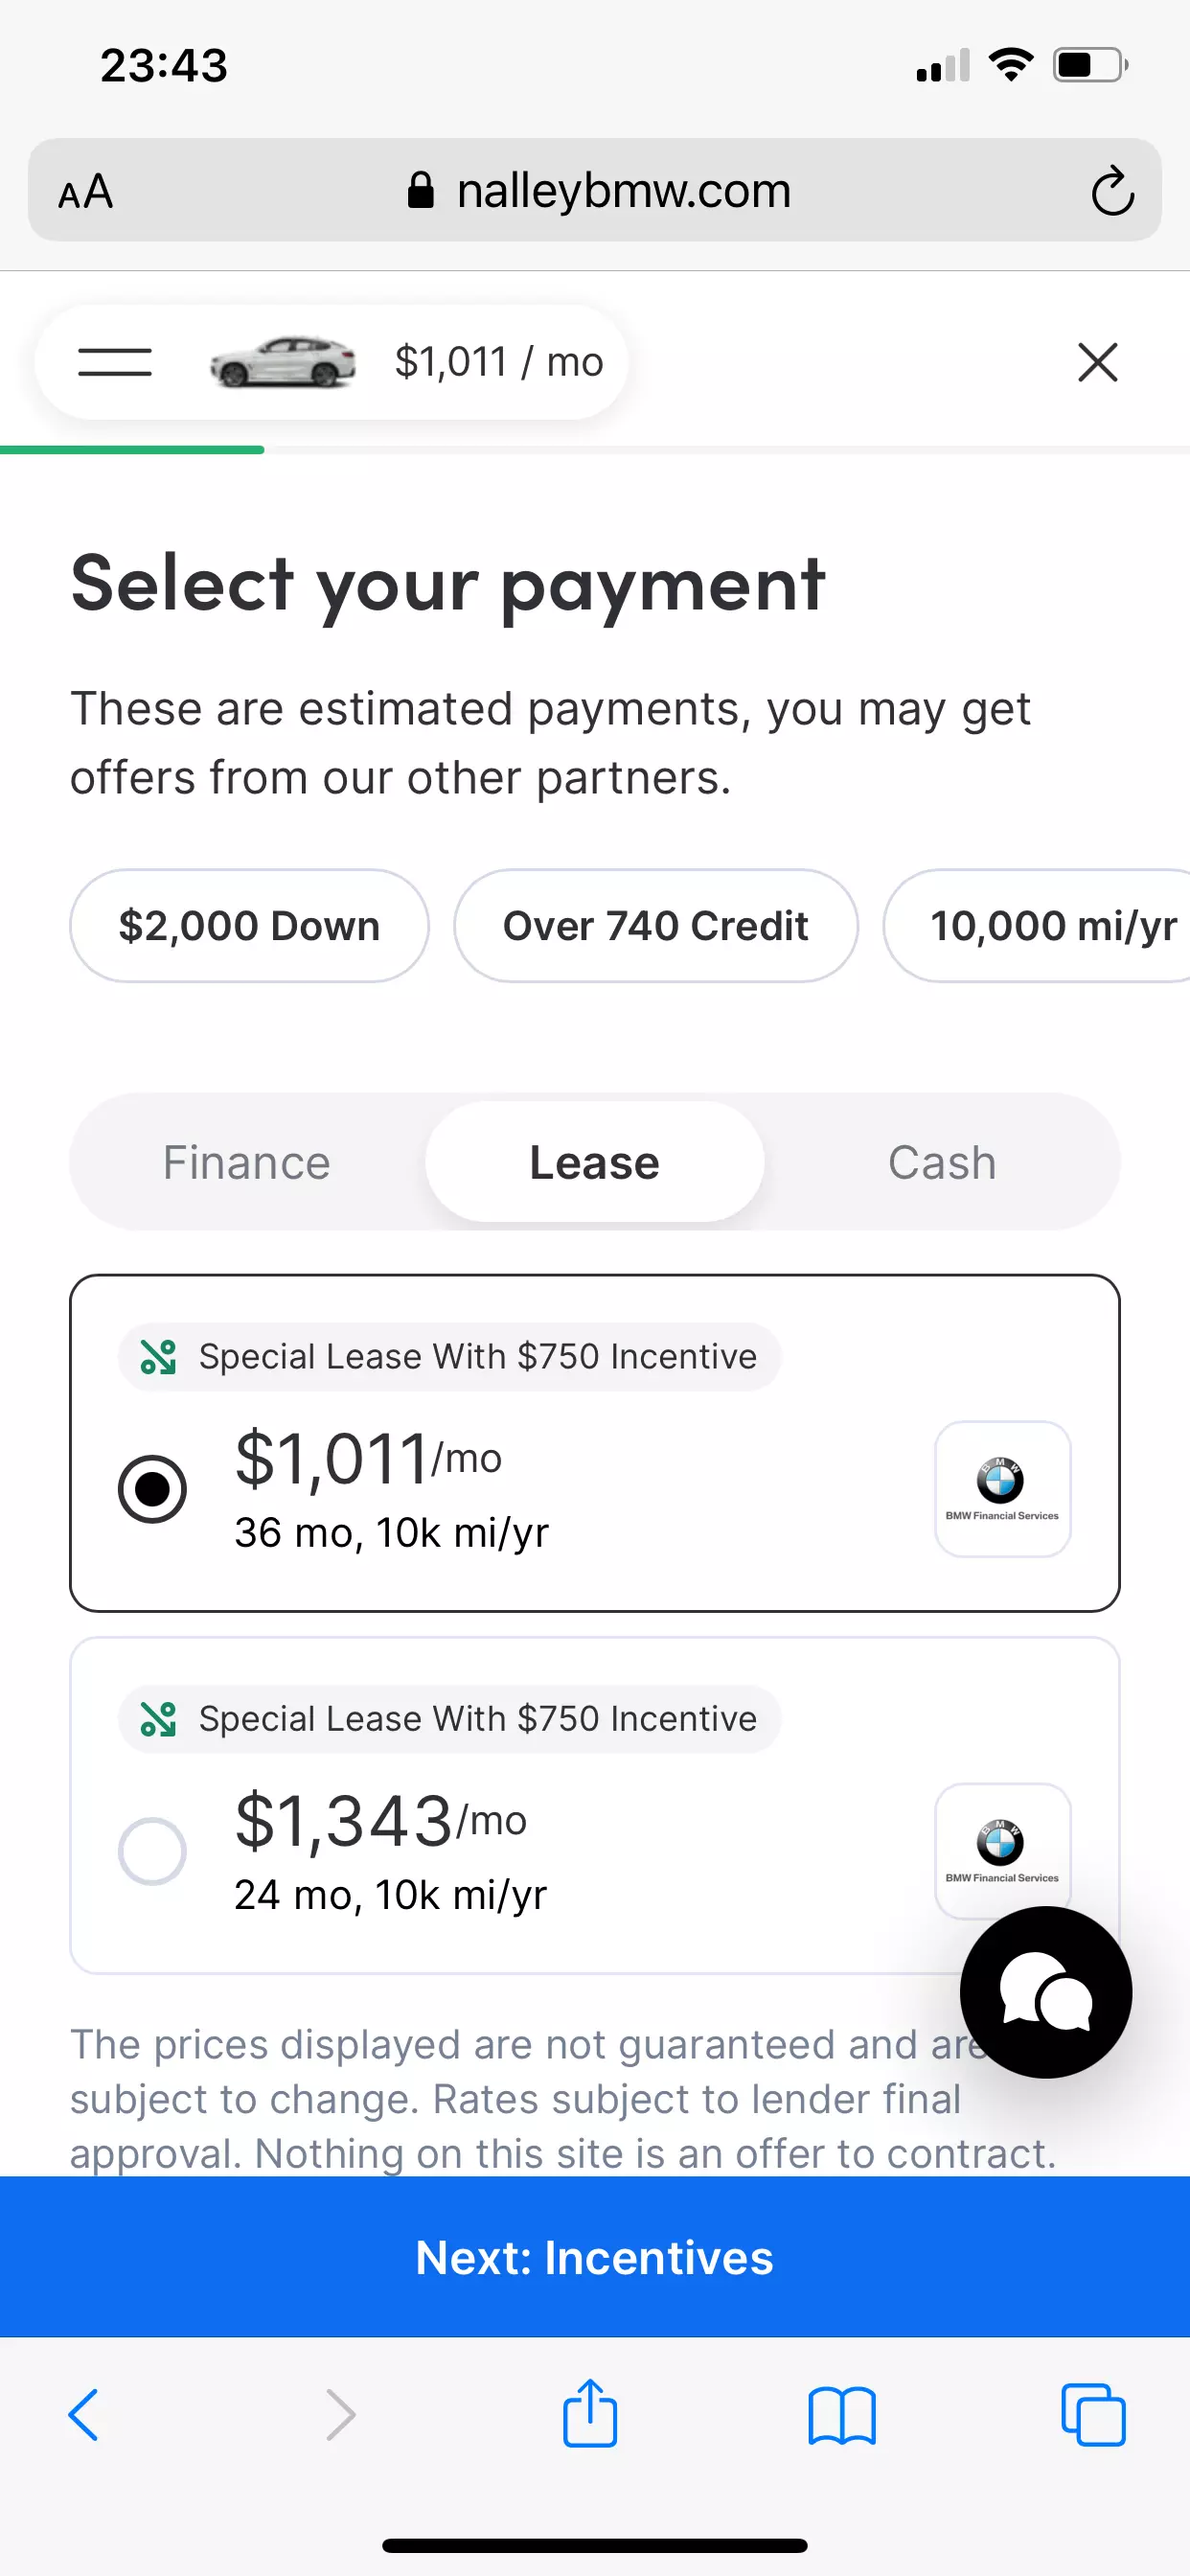 23:43
AA
nalleybmw.com
$1,011 / mo
Select your payment
These are estimated payments, you may get
offers from our other partners.
$2,000 Down
Over 740 Credit
10,000 mi/yr
Finance
Lease
Cash
Special Lease With $750 Incentive
$1,011/mo
36 mo, 10k mi/yr
BMW
BMW Financial Services
Special Lease With $750 Incentive
$1,343/mo
24 mo, 10k mi/yr
BMW
BMW Financial Services
The prices displayed are not guaranteed and are
subject to change. Rates subject to lender final
approval. Nothing on this site is an offer to contract.
Next: Incentives